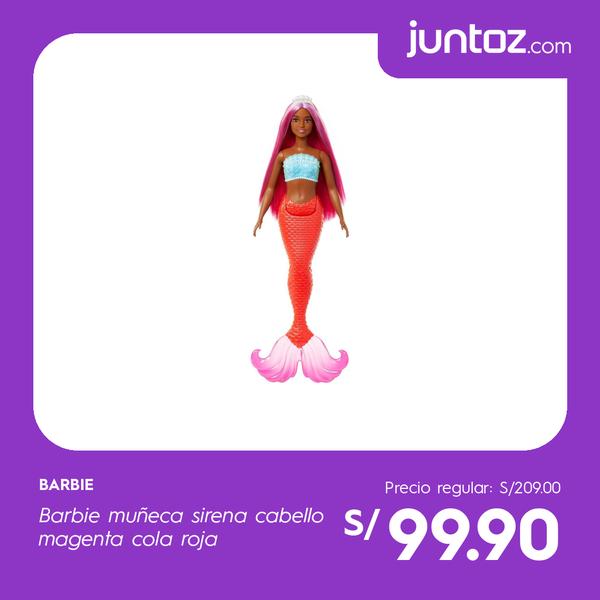 juntoz.com
BARBIE
Barbie muñeca sirena cabello
magenta cola roja
Precio regular: S/209.00
S/99.90